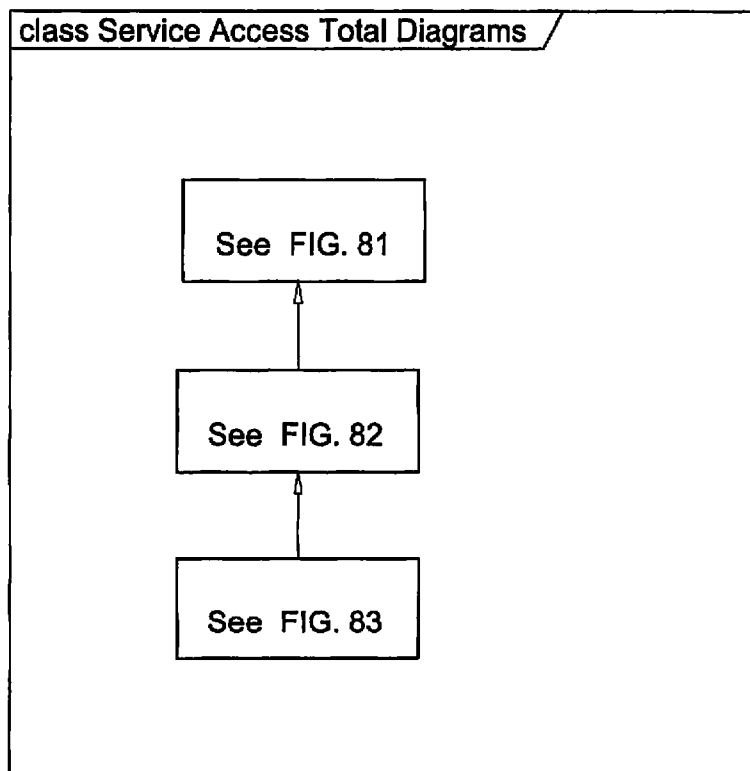 class Service Access Total Diagrams
See FIG. 81
See FIG. 82
See FIG. 83